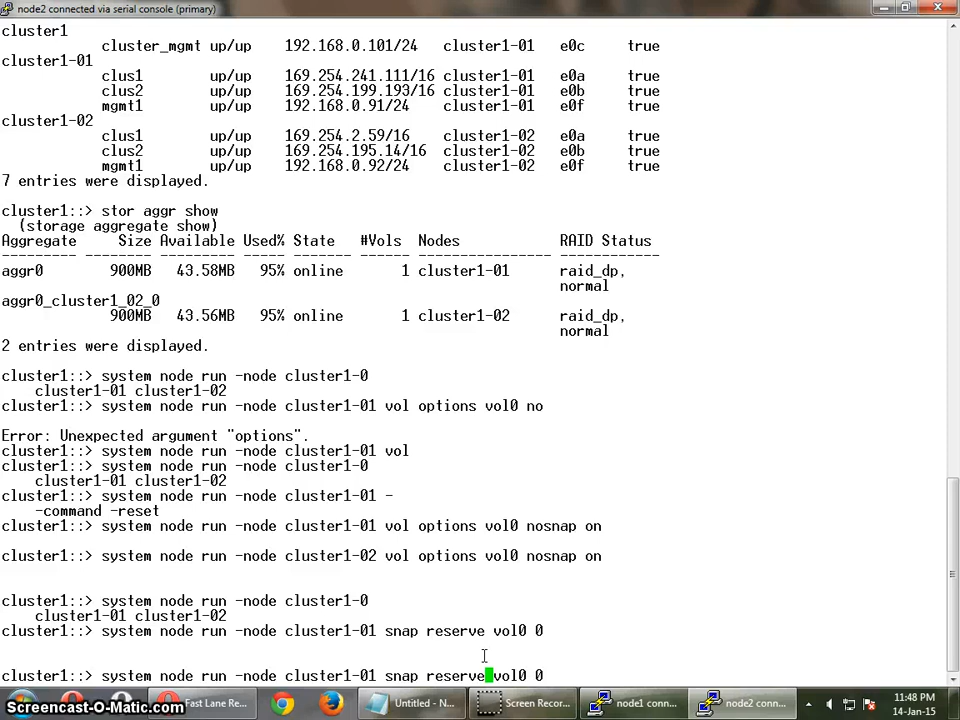 node2 connected via serial console (primary)
cluster1
cluster_mgmt up/up 192.168.0.101/24 cluster1-01 e0c true
cluster1-01
clus1 up/up 169.254.241.111/16 cluster1-01 e0a true
clus2 up/up 169.254.199.193/16 cluster1-01 e0b true
mgmt1 up/up 192.168.0.91/24 cluster1-01 e0f true
cluster1-02
clus1 up/up 169.254.2.59/16 cluster1-02 e0a true
clus2 up/up 169.254.195.14/16 cluster1-02 e0b true
mgmt1 up/up 192.168.0.92/24 cluster1-02 e0f true
7 entries were displayed.
cluster1::> stor aggr show
(storage aggregate show)
Aggregate Size Available Used% State #Vols Nodes RAID Status
--------- -------- --------- ----- ------- ------ ---------------- ------------
aggr0 900MB 43.58MB 95% online 1 cluster1-01 raid_dp,
normal
aggr0_cluster1_02_0
900MB 43.56MB 95% online 1 cluster1-02 raid_dp,
normal
2 entries were displayed.
cluster1::> system node run -node cluster1-0
cluster1-01 cluster1-02
cluster1::> system node run -node cluster1-01 vol options vol0 no
Error: Unexpected argument "options".
cluster1::> system node run -node cluster1-01 vol
cluster1::> system node run -node cluster1-0
cluster1-01 cluster1-02
cluster1::> system node run -node cluster1-01 -
-command -reset
cluster1::> system node run -node cluster1-01 vol options vol0 nosnap on
cluster1::> system node run -node cluster1-02 vol options vol0 nosnap on
cluster1::> system node run -node cluster1-0
cluster1-01 cluster1-02
cluster1::> system node run -node cluster1-01 snap reserve vol0 0
cluster1::> system node run -node cluster1-01 snap reserve vol0 0
Fast Lane Re...
Untitled - N...
Screen Recor...
node1 conn...
node2 conn...
11:48 PM
14-Jan-15
Screencast-O-Matic.com